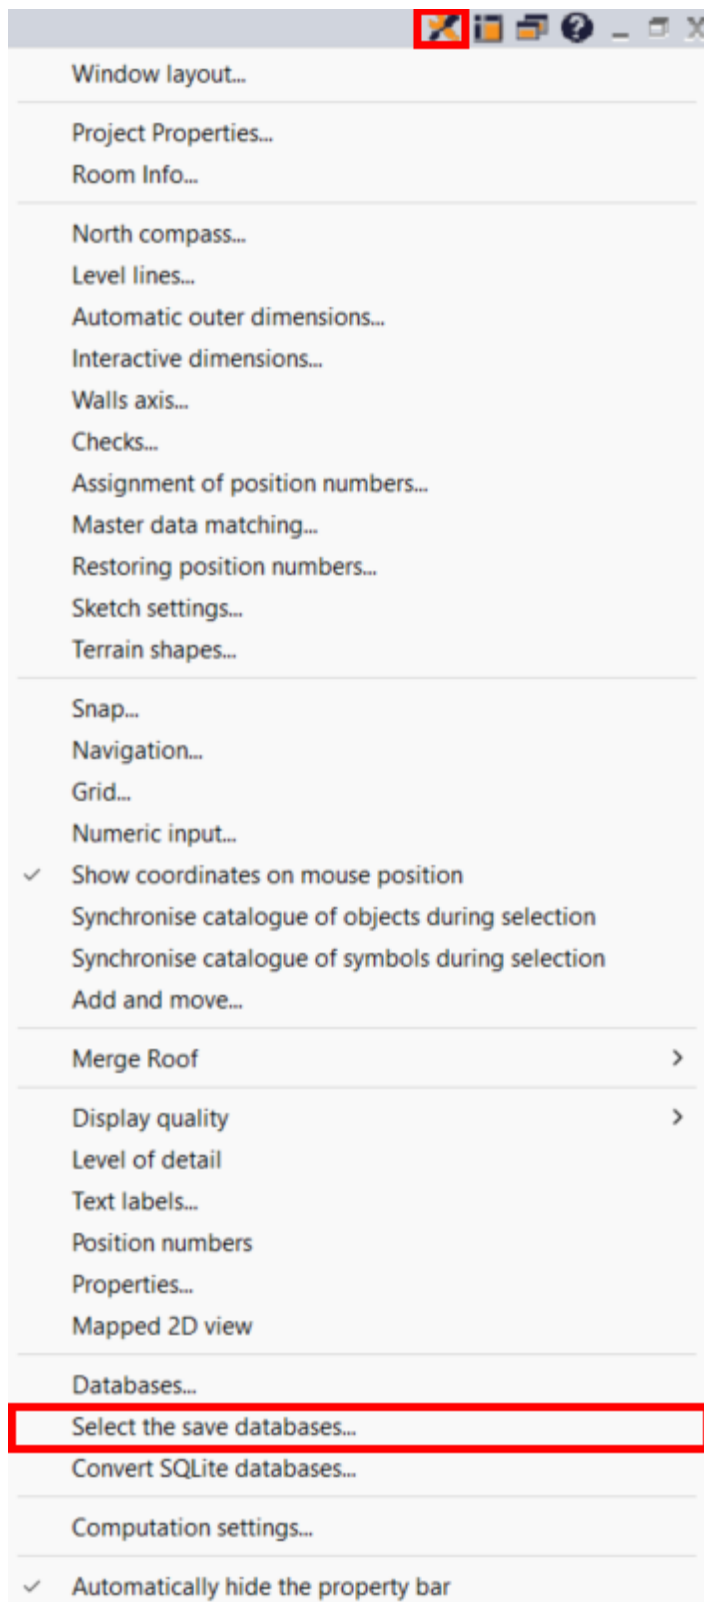 Window layout...
Project Properties...
Room Info...
North compass...
Level lines...
Automatic outer dimensions...
Interactive dimensions...
Walls axis...
Checks...
Assignment of position numbers...
Master data matching...
Restoring position numbers...
Sketch settings...
Terrain shapes...
Snap...
Navigation...
Grid...
Numeric input...
Show coordinates on mouse position
Synchronise catalogue of objects during selection
Synchronise catalogue of symbols during selection
Add and move...
Merge Roof
Display quality
Level of detail
Text labels...
Position numbers
Properties...
Mapped 2D view
Databases...
Select the save databases...
Convert SQLite databases...
Computation settings...
Automatically hide the property bar